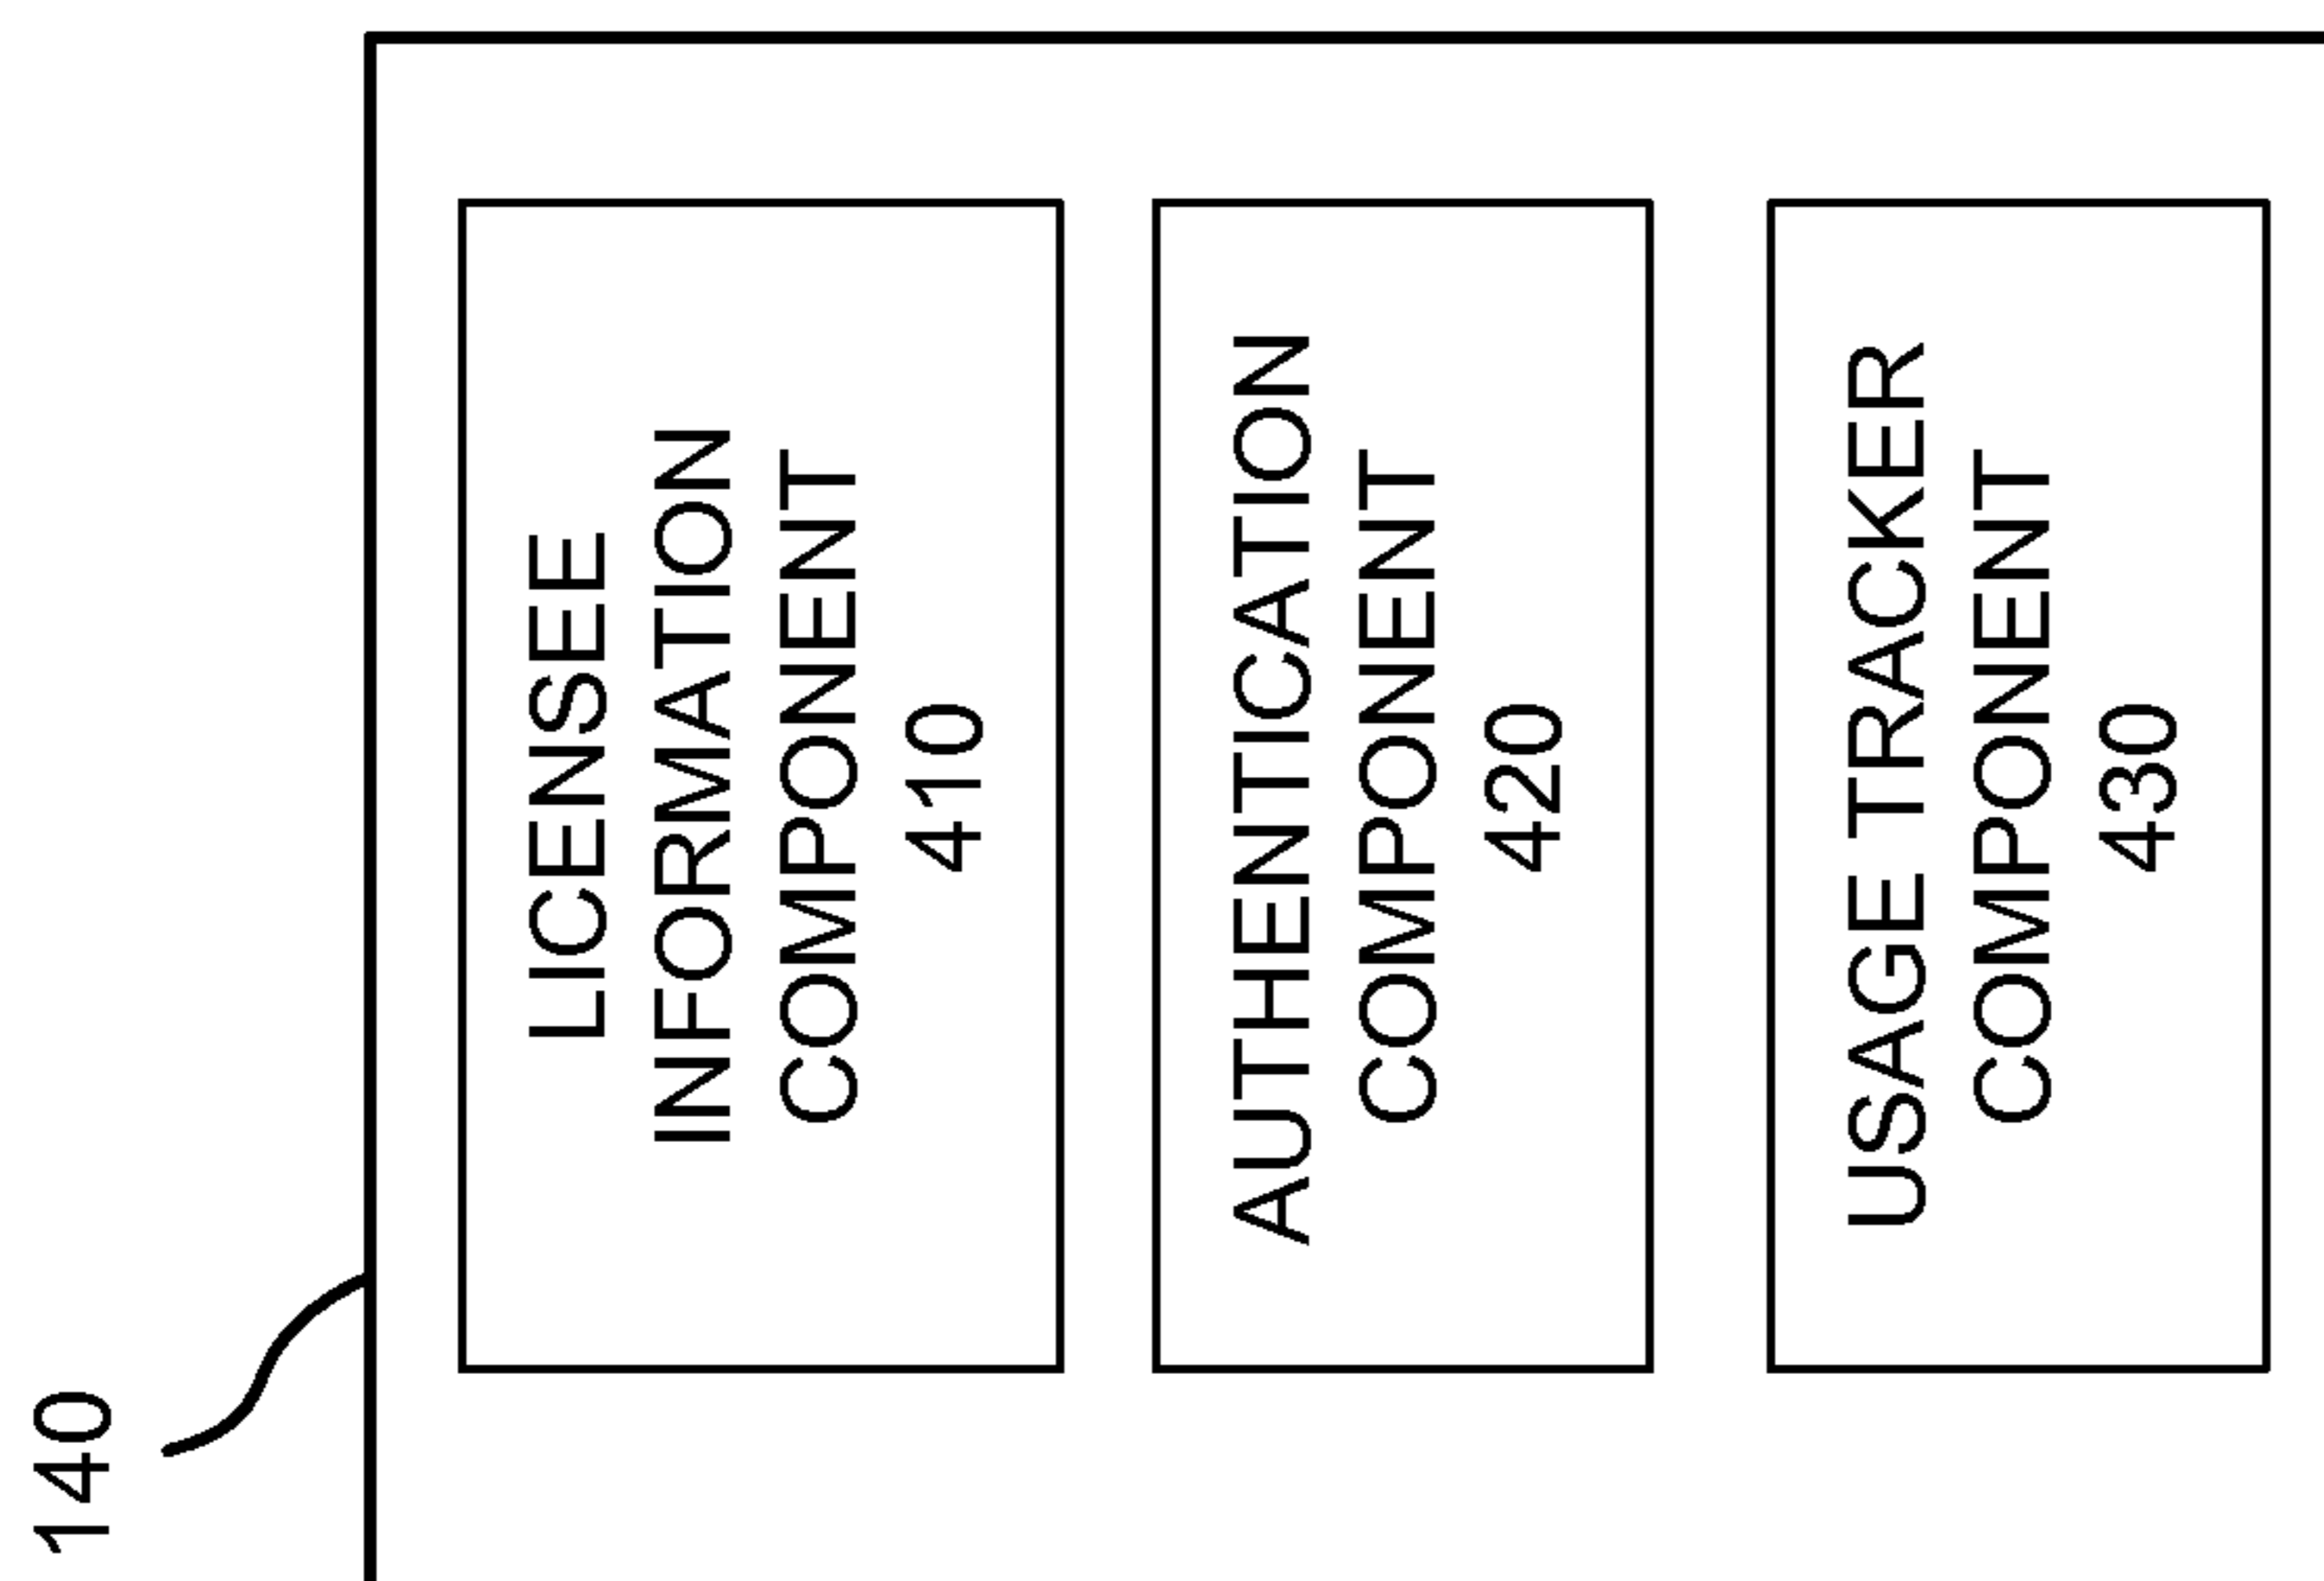 140
LICENSEE
INFORMATION
COMPONENT
410
AUTHENTICATION
COMPONENT
420
USAGE TRACKER
COMPONENT
430